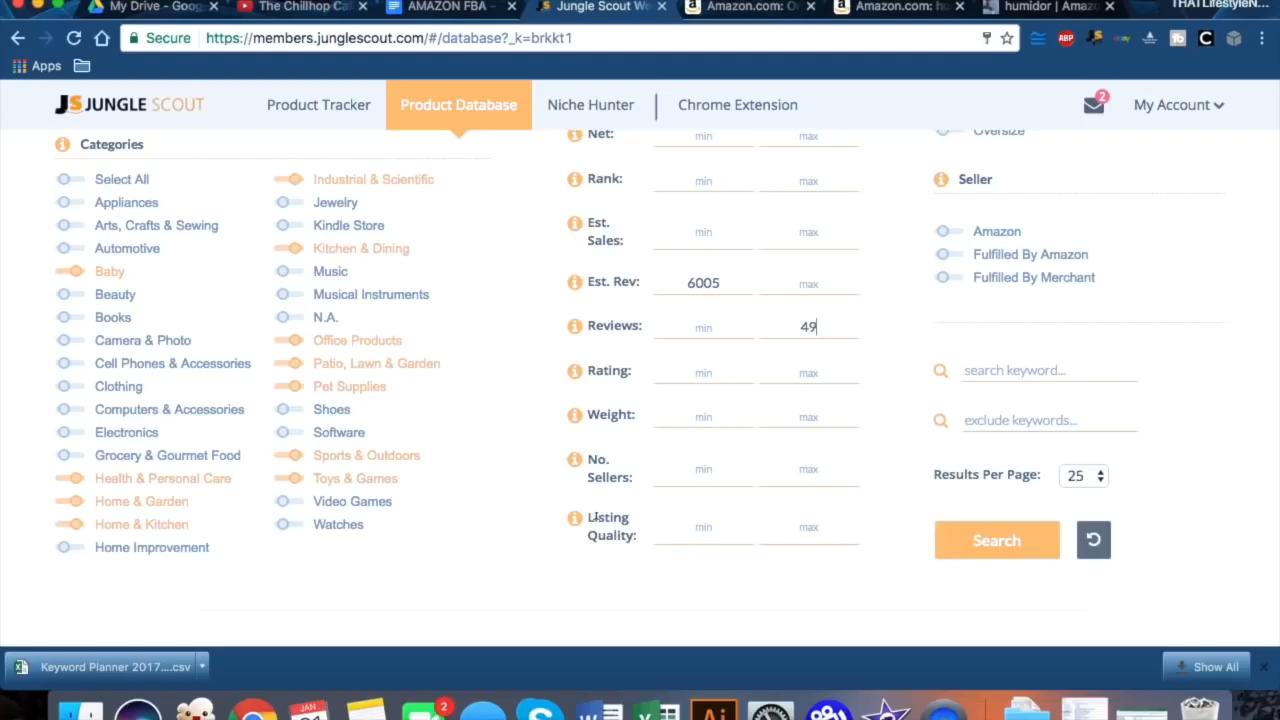 My Drive - Goog
The Chillhop Ca
AMAZON FBA -
Jungle Scout We
Amazon.com: O
Amazon.com: hu
humidor | Amaz
THATLifestyleN...
Secure
https://members.junglescout.com/#/database?_k=brkkt1
ABP
Apps
JS JUNGLE SCOUT
Product Tracker
Product Database
Niche Hunter
Chrome Extension
2
My Account
Categories
Select All
Appliances
Arts, Crafts & Sewing
Automotive
Baby
Beauty
Books
Camera & Photo
Cell Phones & Accessories
Clothing
Computers & Accessories
Electronics
Grocery & Gourmet Food
Health & Personal Care
Home & Garden
Home & Kitchen
Home Improvement
Industrial & Scientific
Jewelry
Kindle Store
Kitchen & Dining
Music
Musical Instruments
N.A.
Office Products
Patio, Lawn & Garden
Pet Supplies
Shoes
Software
Sports & Outdoors
Toys & Games
Video Games
Watches
Net: min max
Rank: min max
Est.
Sales: min max
Est. Rev: 6005 max
Reviews: min 49
Rating: min max
Weight: min max
No.
Sellers: min max
Listing
Quality: min max
Oversize
Seller
Amazon
Fulfilled By Amazon
Fulfilled By Merchant
search keyword...
exclude keywords...
Results Per Page: 25
Search
Keyword Planner 2017....csv
Show All
JAN
2
Ai